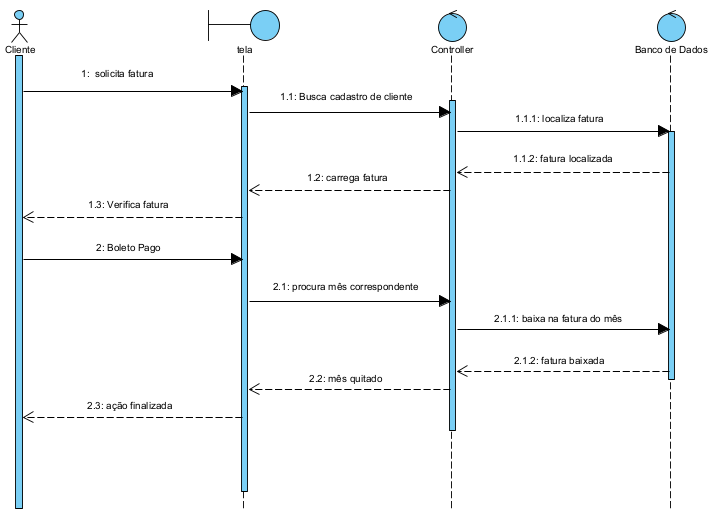 Cliente
tela
Controller
Banco de Dados
1: solicita fatura
1.1: Busca cadastro de cliente
1.1.1: localiza fatura
1.1.2: fatura localizada
1.2: carrega fatura
1.3: Verifica fatura
2: Boleto Pago
2.1: procura mês correspondente
2.1.1: baixa na fatura do mês
2.1.2: fatura baixada
2.2: mês quitado
2.3: ação finalizada